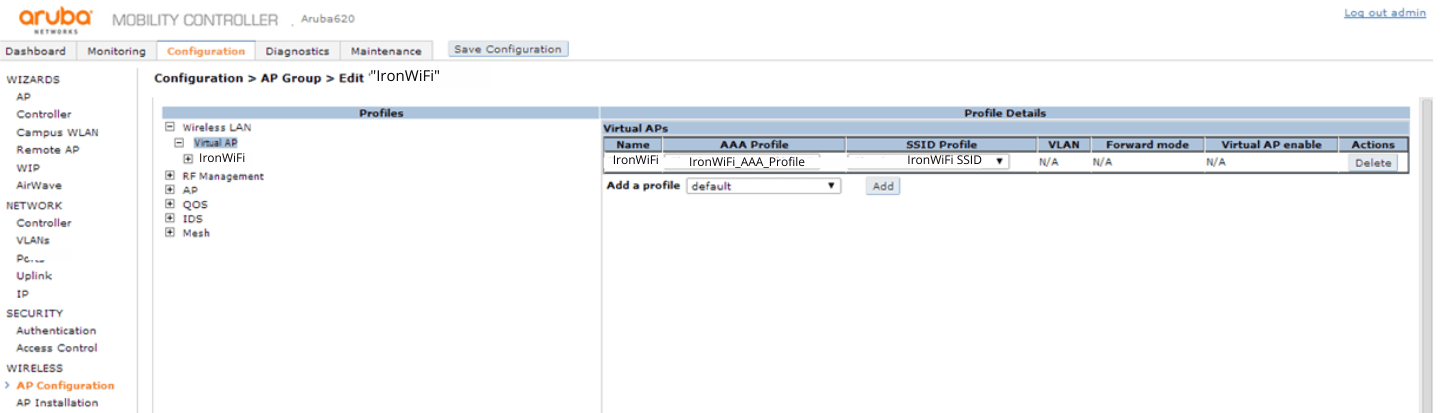 aruba NETWORKS MOBILITY CONTROLLER Aruba620 Log out admin
Dashboard Monitoring Configuration Diagnostics Maintenance Save Configuration
WIZARDS
AP
Controller
Campus WLAN
Remote AP
WIP
AirWave
NETWORK
Controller
VLANs
Uplink
IP
SECURITY
Authentication
Access Control
WIRELESS
AP Configuration
AP Installation
Configuration > AP Group > Edit "IronWiFi"
Profiles
Wireless LAN
Virtual AP
IronWiFi
RF Management
AP
QOS
IDS
Mesh
Profile Details
Virtual APs
Name AAA Profile SSID Profile VLAN Forward mode Virtual AP enable Actions
IronWiFi IronWiFi_AAA_Profile IronWiFi SSID N/A N/A N/A Delete
Add a profile default Add